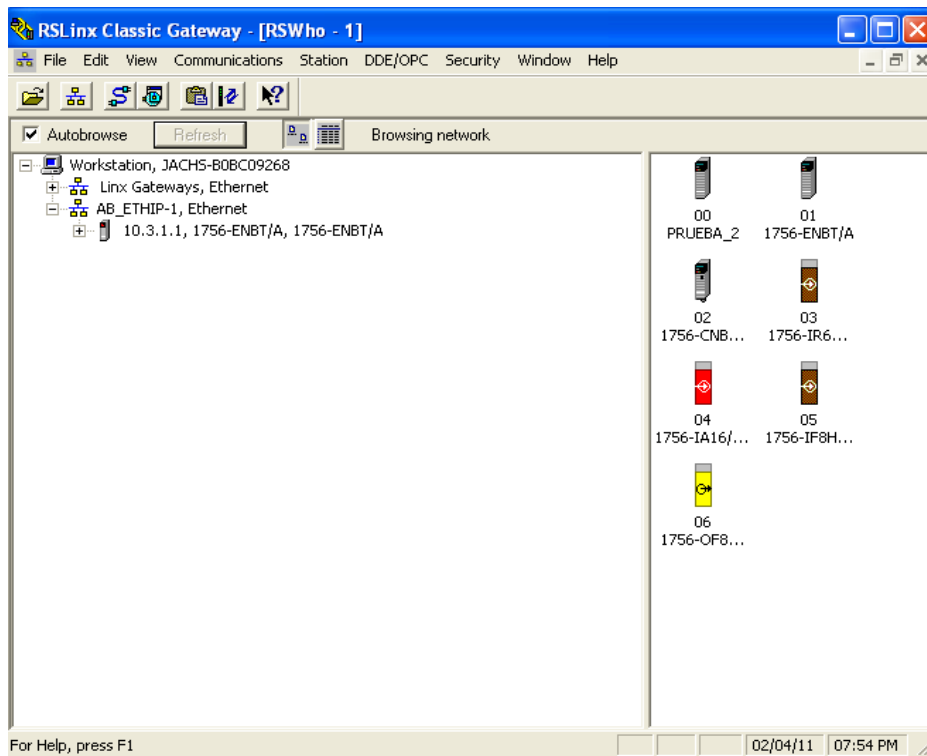 RSLinx Classic Gateway - [RSWho - 1]
File Edit View Communications Station DDE/OPC Security Window Help
Autobrowse Refresh Browsing network
Workstation, JACHS-B0BC09268
Linx Gateways, Ethernet
AB_ETHIP-1, Ethernet
10.3.1.1, 1756-ENBT/A, 1756-ENBT/A
00 01
PRUEBA_2 1756-ENBT/A
02 03
1756-CNB... 1756-IR6...
04 05
1756-IA16/... 1756-IF8H...
06
1756-OF8...
For Help, press F1 02/04/11 07:54 PM